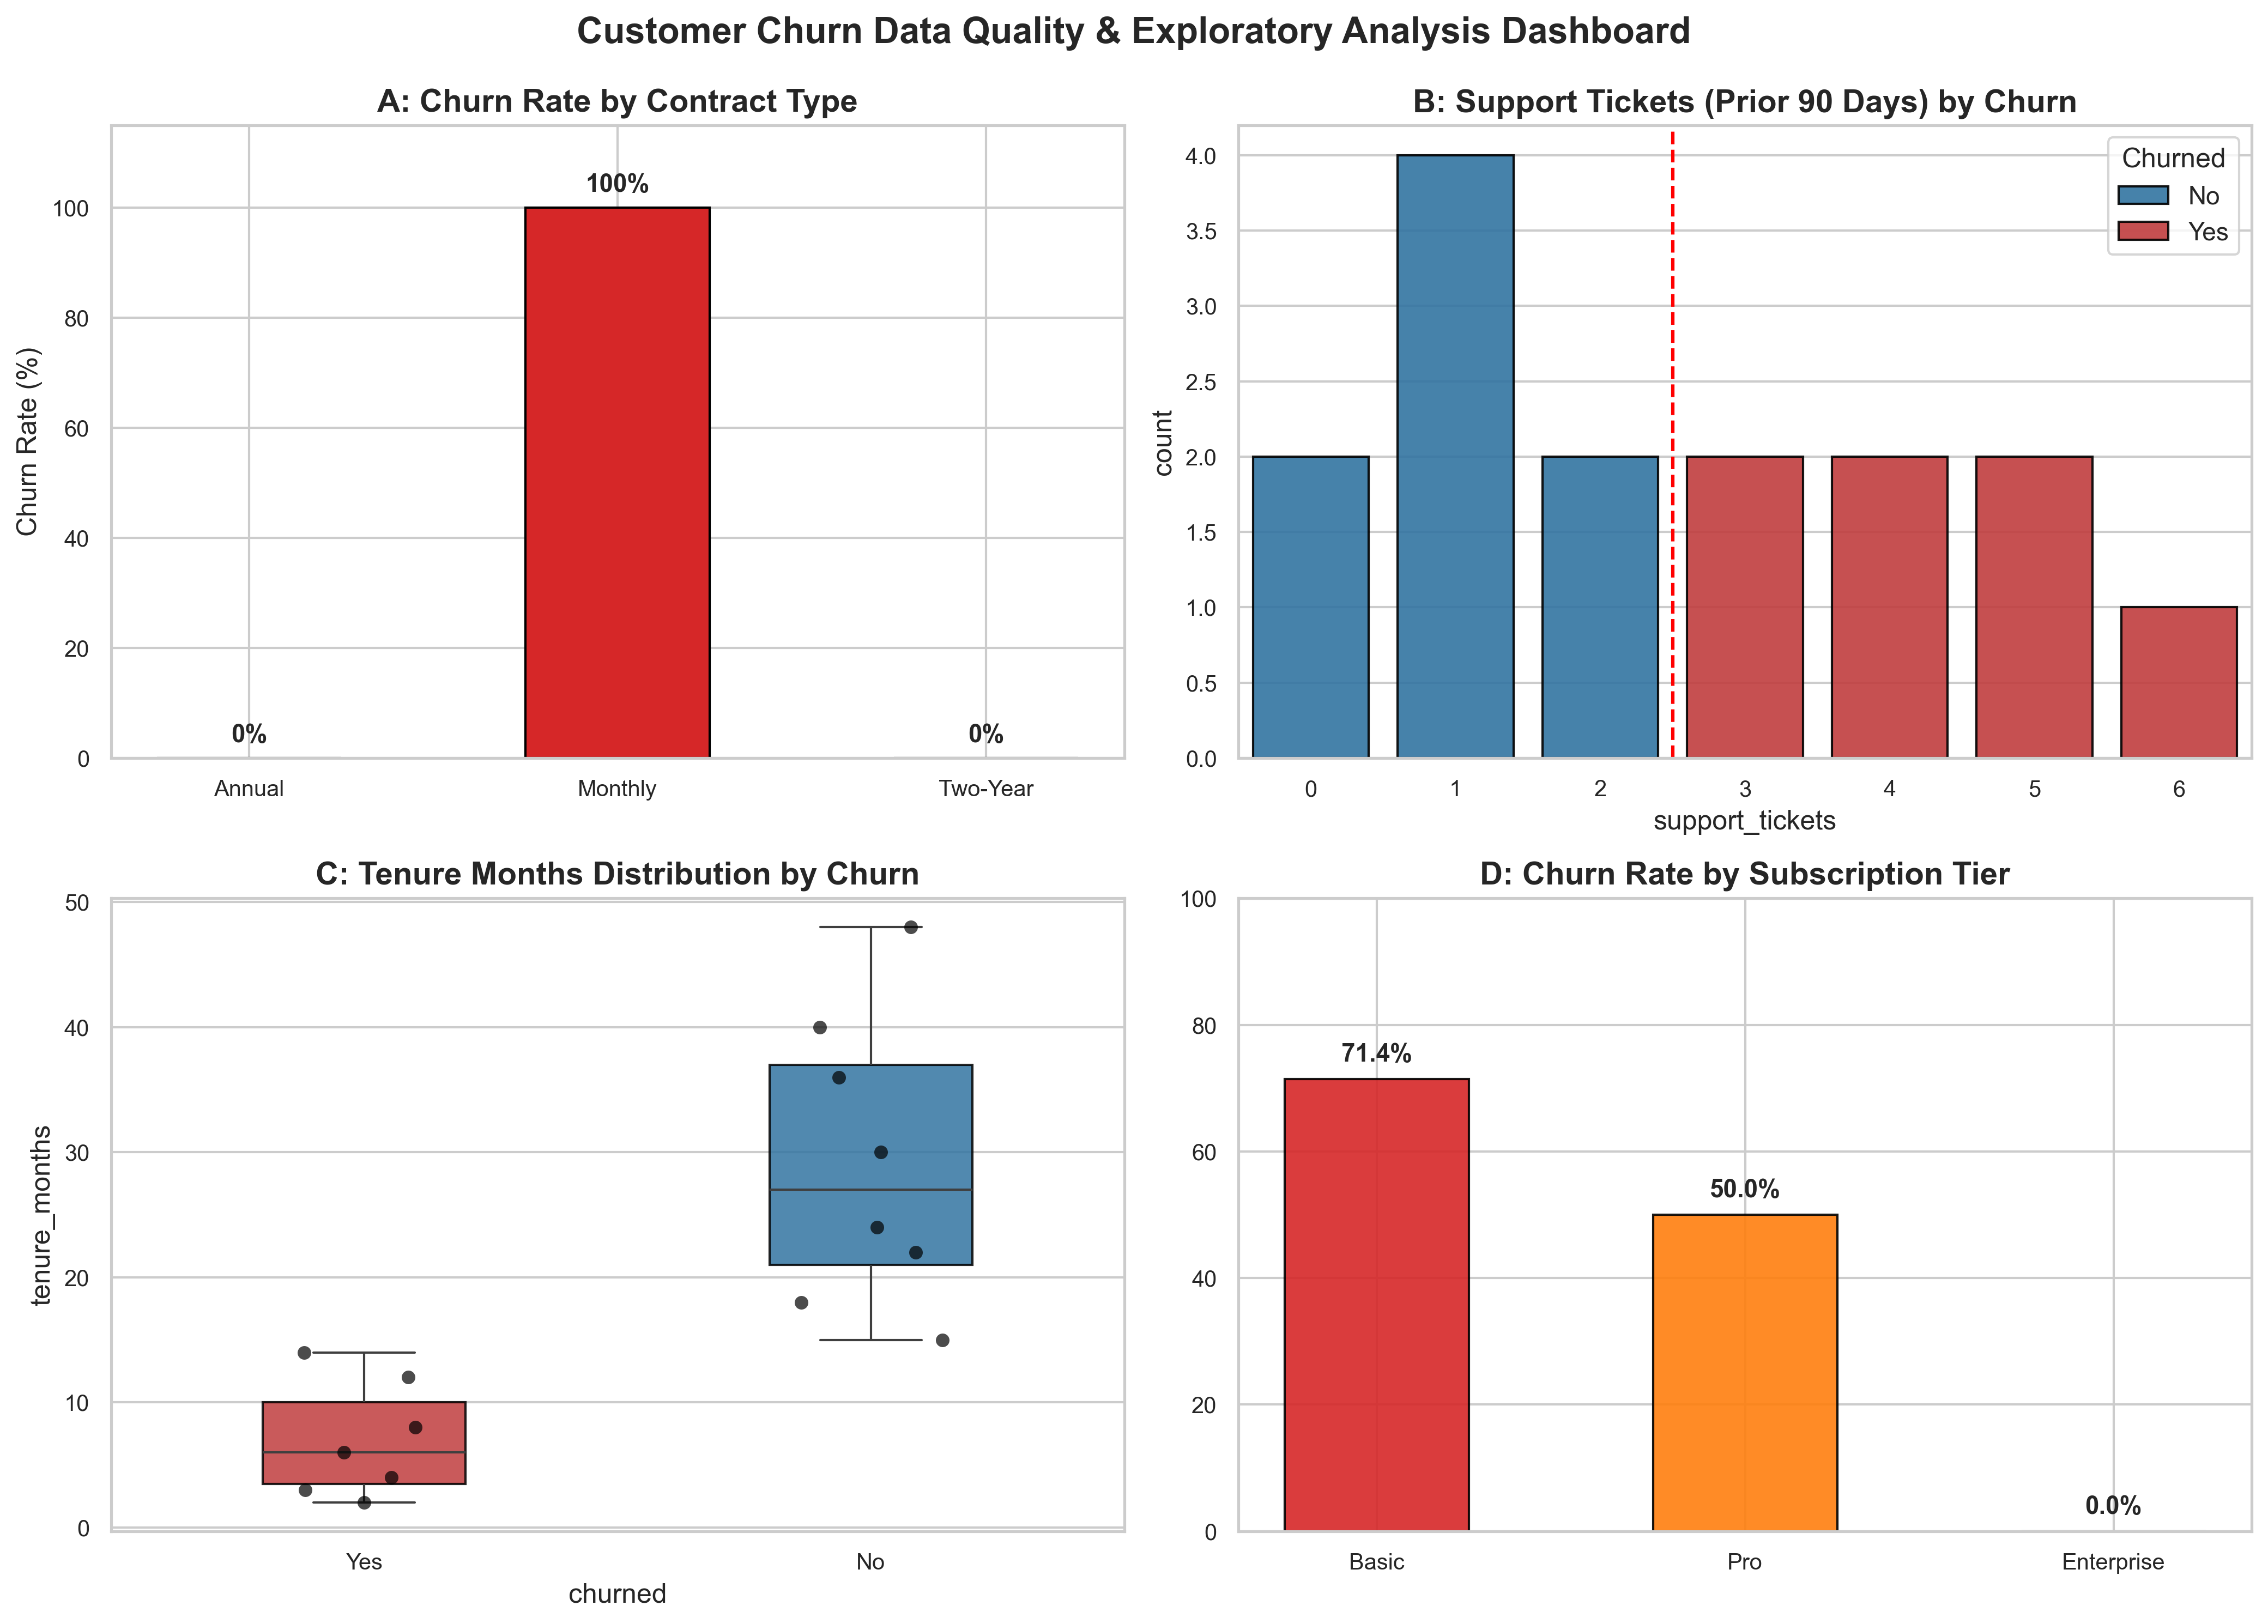 Customer Churn Data Quality & Exploratory Analysis Dashboard
A: Churn Rate by Contract Type
Churn Rate (%)
100
80
60
40
20
0
0%
100%
0%
Annual
Monthly
Two-Year
B: Support Tickets (Prior 90 Days) by Churn
Churned
No
Yes
count
4.0
3.5
3.0
2.5
2.0
1.5
1.0
0.5
0.0
0
1
2
3
4
5
6
support_tickets
C: Tenure Months Distribution by Churn
tenure_months
50
40
30
20
10
0
Yes
No
churned
D: Churn Rate by Subscription Tier
100
80
60
40
20
0
71.4%
50.0%
0.0%
Basic
Pro
Enterprise